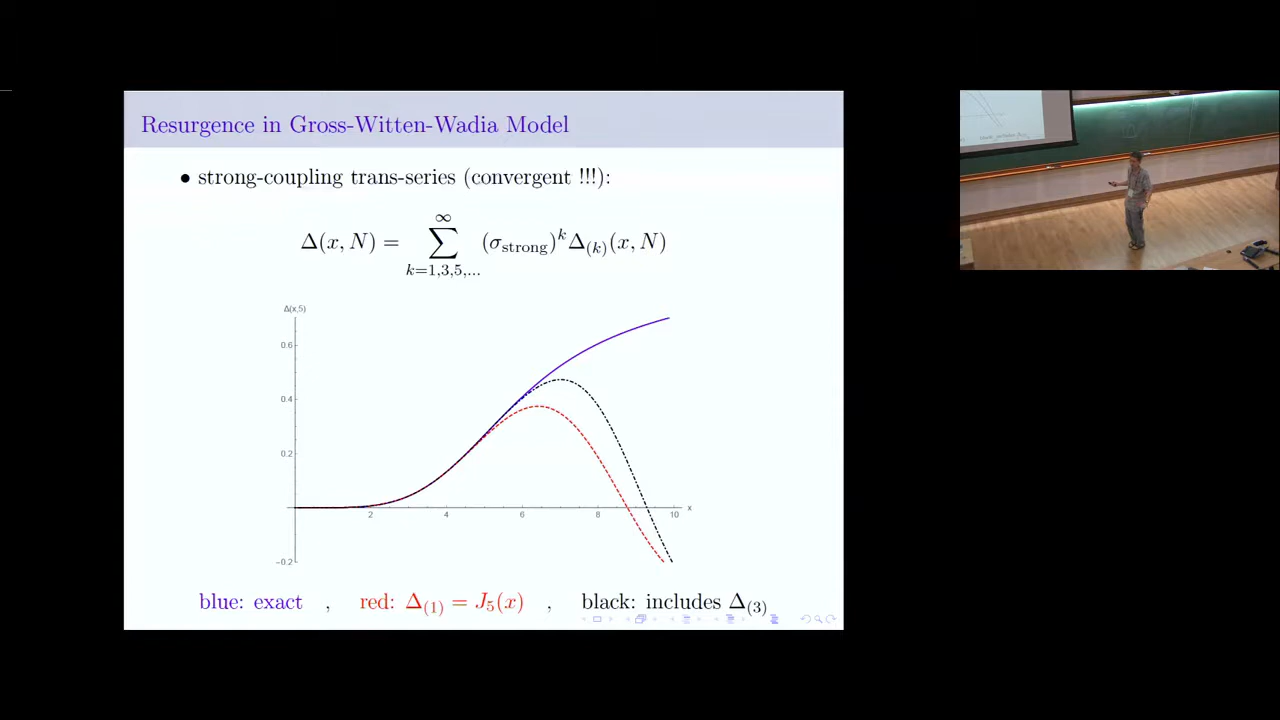 Resurgence in Gross-Witten-Wadia Model
• strong-coupling trans-series (convergent !!!):
Δ(x, N) = ∑_{k=1,3,5,...}^{∞} (σ_strong)^k Δ_(k)(x, N)
Δ(x,5)
0.6
0.4
0.2
-0.2
2 4 6 8 10 x
blue: exact , red: Δ_(1) = J_5(x) , black: includes Δ_(3)